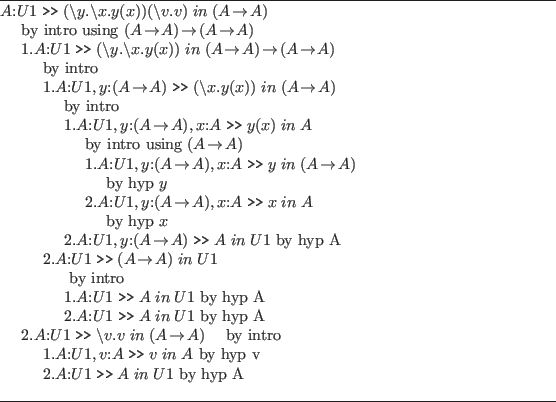 A:U1 >> (\y.\x.y(x))(\v.v) in (A→A)
by intro using (A→A)→(A→A)
1.A:U1 >> (\y.\x.y(x)) in (A→A)→(A→A)
by intro
1.A:U1, y:(A→A) >> (\x.y(x)) in (A→A)
by intro
1.A:U1, y:(A→A), x:A >> y(x) in A
by intro using (A→A)
1.A:U1, y:(A→A), x:A >> y in (A→A)
by hyp y
2.A:U1, y:(A→A), x:A >> x in A
by hyp x
2.A:U1, y:(A→A) >> A in U1 by hyp A
2.A:U1 >> (A→A) in U1
by intro
1.A:U1 >> A in U1 by hyp A
2.A:U1 >> A in U1 by hyp A
2.A:U1 >> \v.v in (A→A) by intro
1.A:U1, v:A >> v in A by hyp v
2.A:U1 >> A in U1 by hyp A